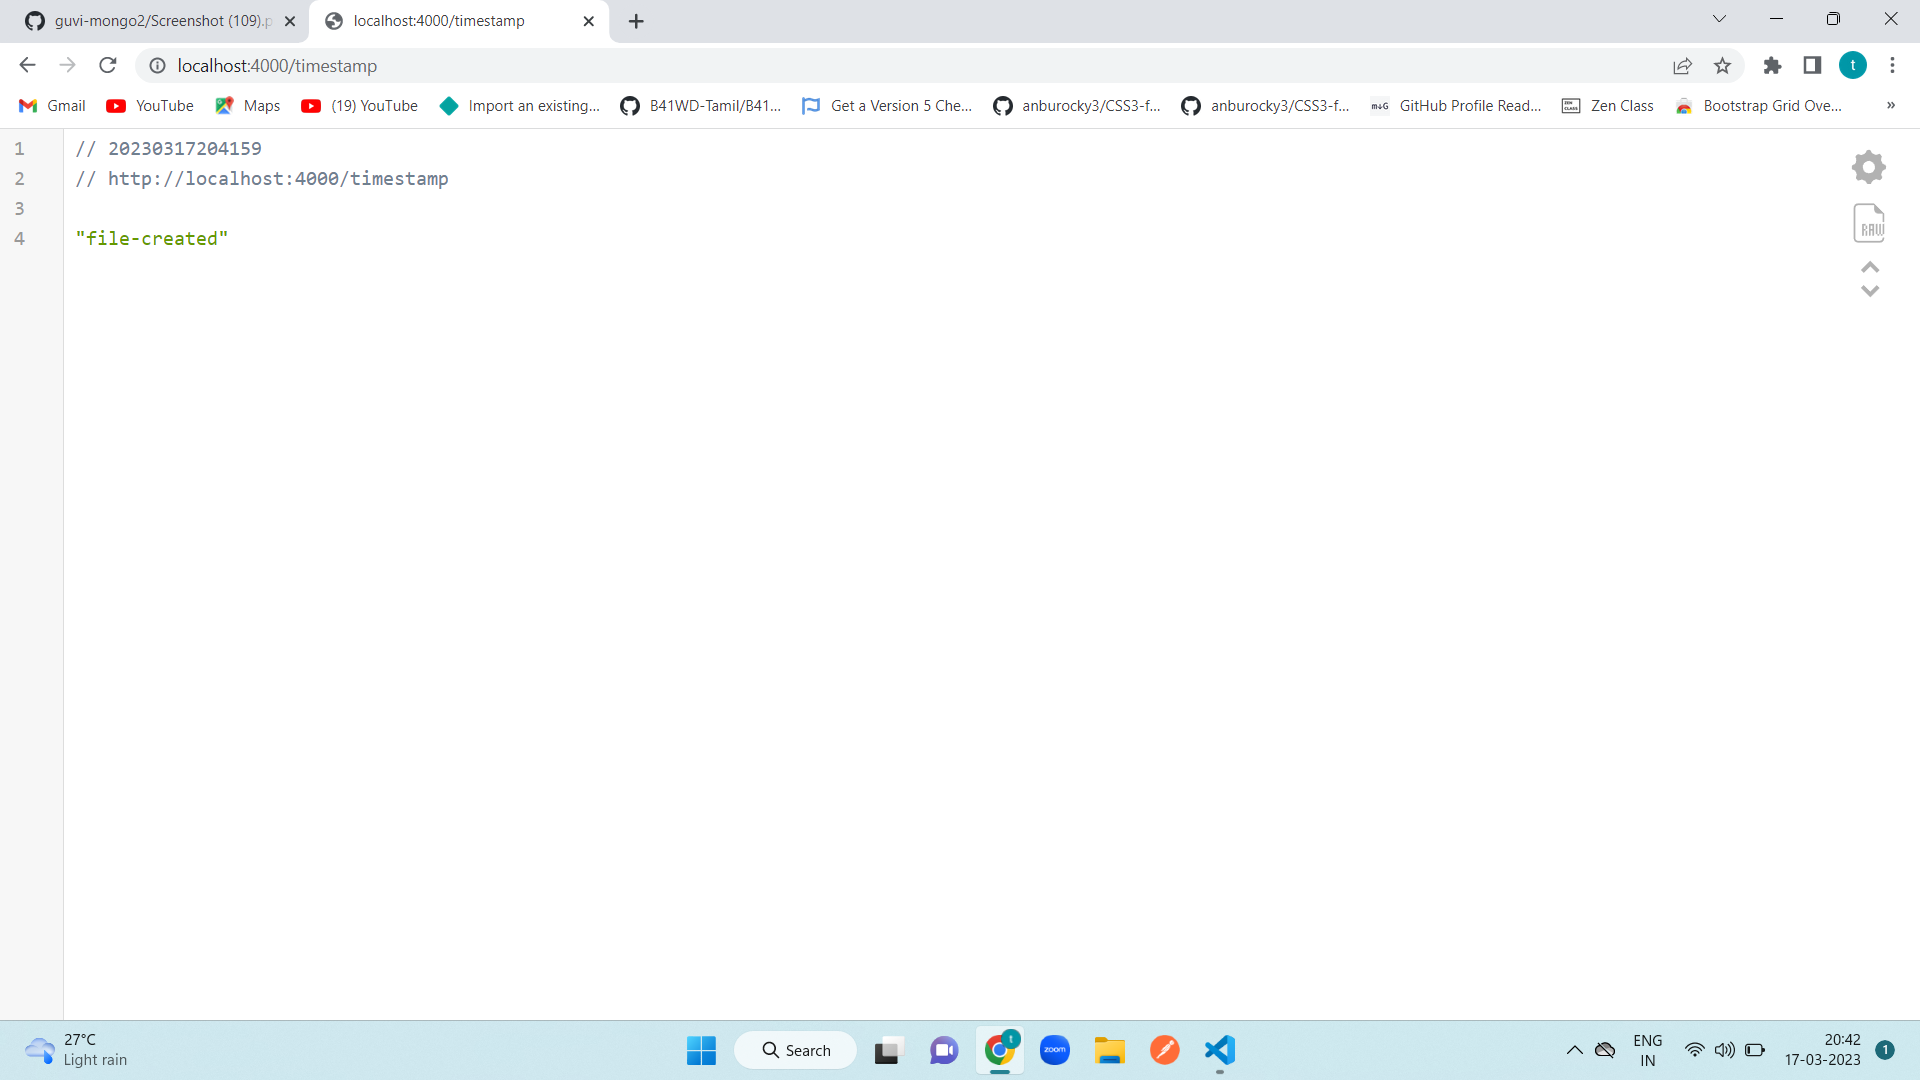 guvi-mongo2/Screenshot (109).p
localhost:4000/timestamp
localhost:4000/timestamp
t
Gmail
YouTube
Maps
(19) YouTube
Import an existing...
B41WD-Tamil/B41...
Get a Version 5 Che...
anburocky3/CSS3-f...
anburocky3/CSS3-f...
GitHub Profile Read...
Zen Class
Bootstrap Grid Ove...
»
1 // 20230317204159
2 // http://localhost:4000/timestamp
3
4 "file-created"
RAW
27°C
Light rain
Search
t
zoom
ENG
IN
20:42
17-03-2023
1